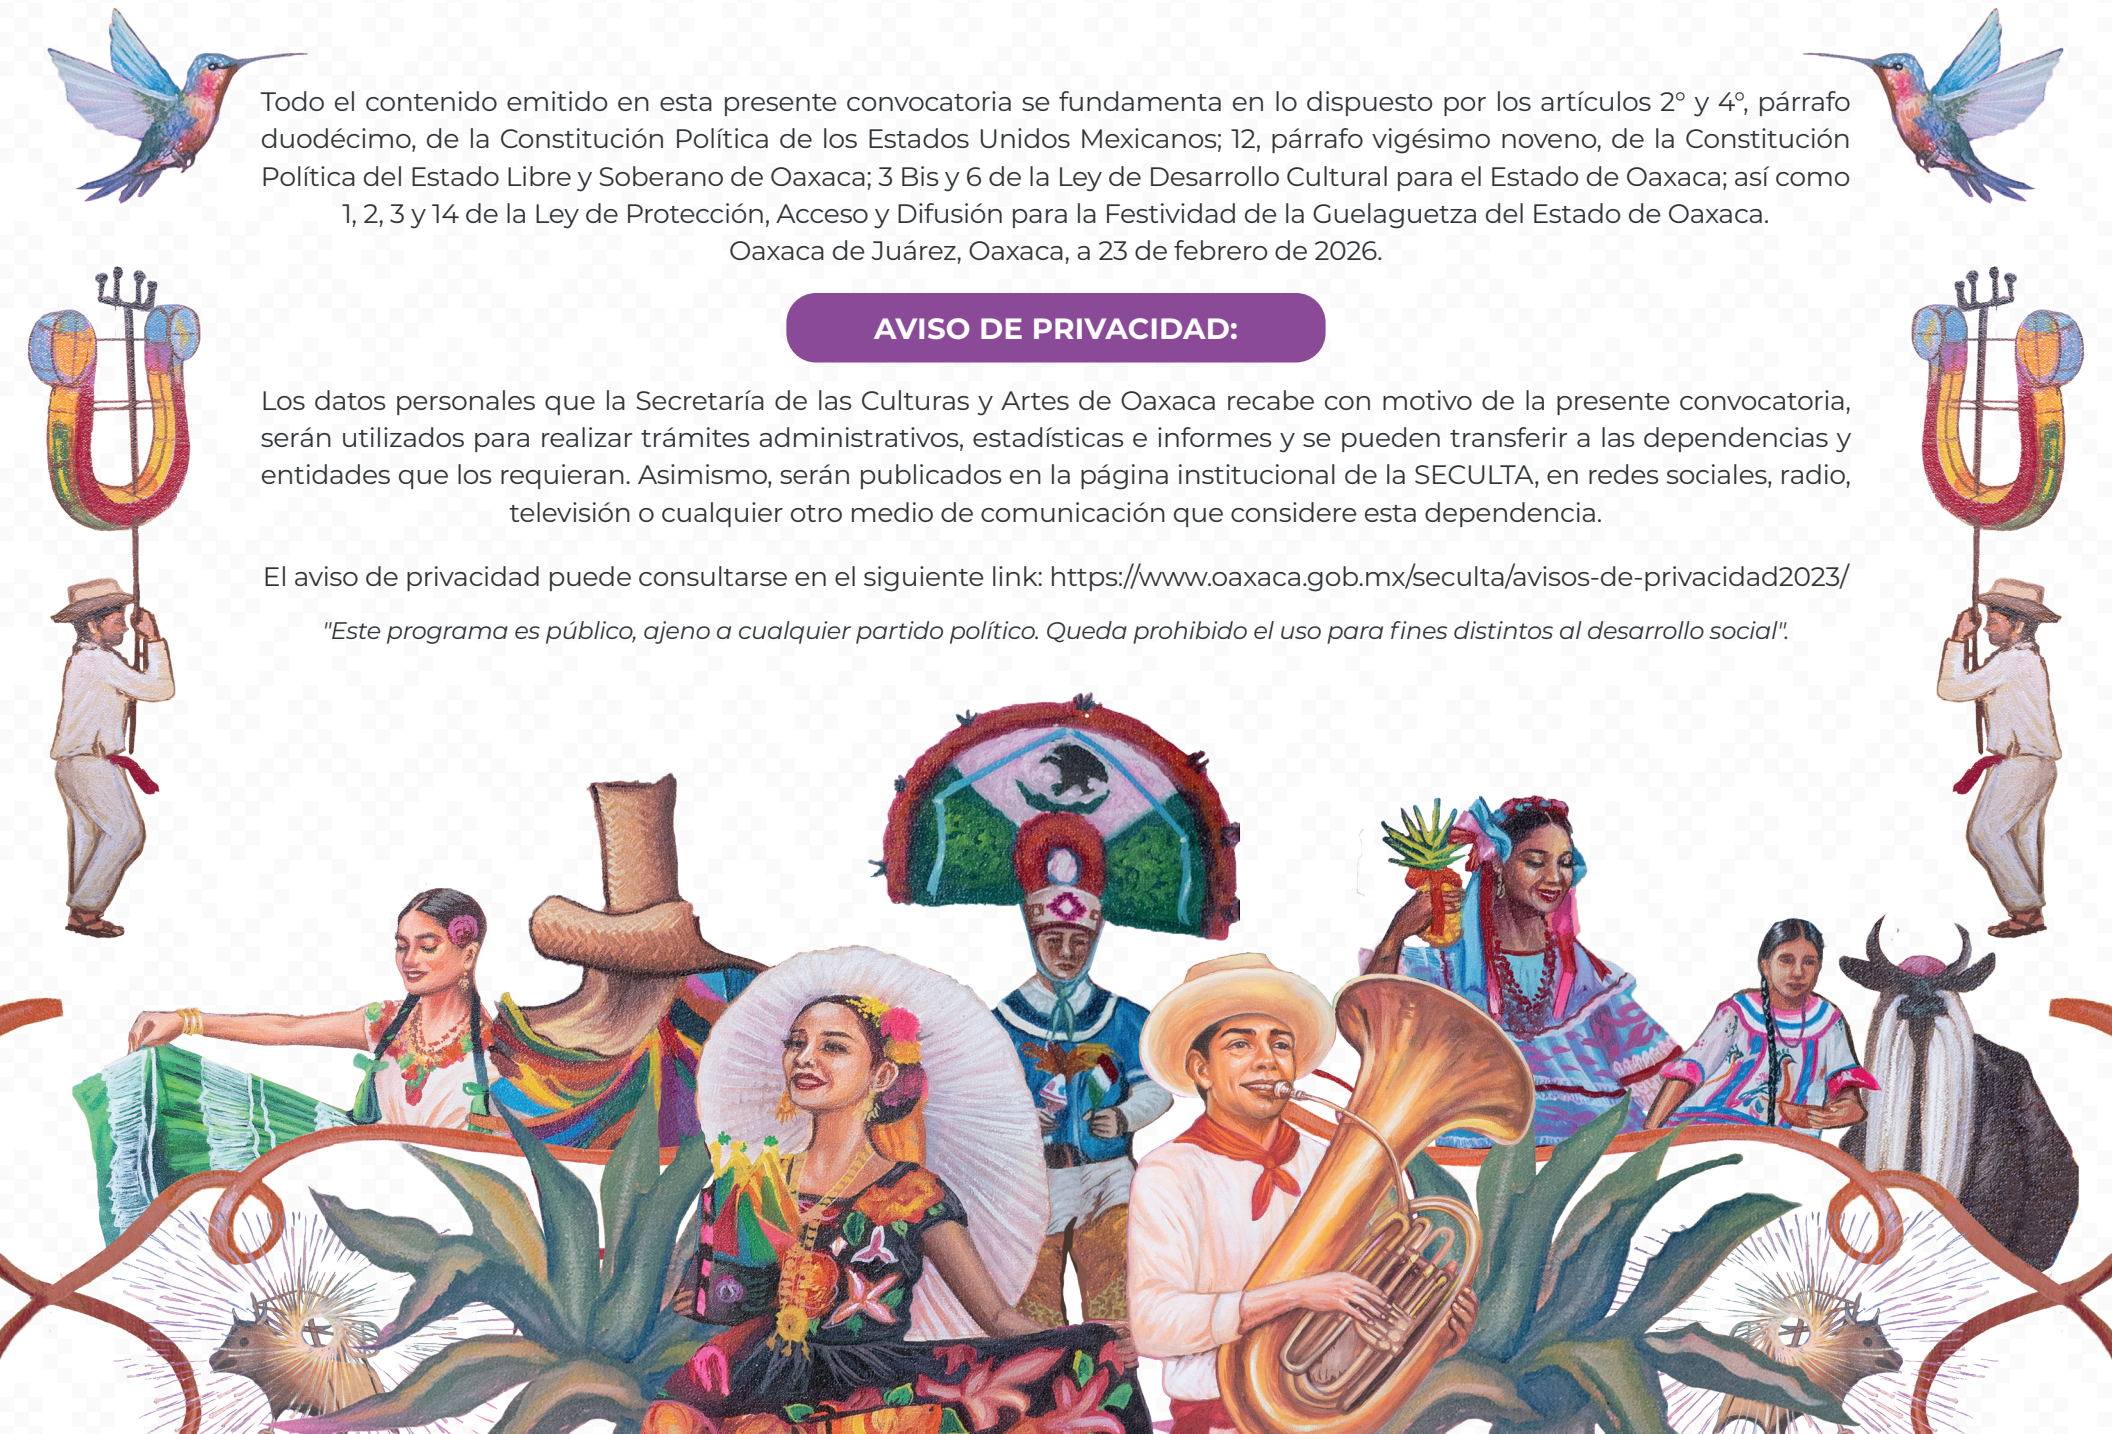 Todo el contenido emitido en esta presente convocatoria se fundamenta en lo dispuesto por los artículos 2° y 4°, párrafo
duodécimo, de la Constitución Política de los Estados Unidos Mexicanos; 12, párrafo vigésimo noveno, de la Constitución
Política del Estado Libre y Soberano de Oaxaca; 3 Bis y 6 de la Ley de Desarrollo Cultural para el Estado de Oaxaca; así como
1, 2, 3 y 14 de la Ley de Protección, Acceso y Difusión para la Festividad de la Guelaguetza del Estado de Oaxaca.
Oaxaca de Juárez, Oaxaca, a 23 de febrero de 2026.
AVISO DE PRIVACIDAD:
Los datos personales que la Secretaría de las Culturas y Artes de Oaxaca recabe con motivo de la presente convocatoria,
serán utilizados para realizar trámites administrativos, estadísticas e informes y se pueden transferir a las dependencias y
entidades que los requieran. Asimismo, serán publicados en la página institucional de la SECULTA, en redes sociales, radio,
televisión o cualquier otro medio de comunicación que considere esta dependencia.
El aviso de privacidad puede consultarse en el siguiente link: https://www.oaxaca.gob.mx/seculta/avisos-de-privacidad2023/
"Este programa es público, ajeno a cualquier partido político. Queda prohibido el uso para fines distintos al desarrollo social".